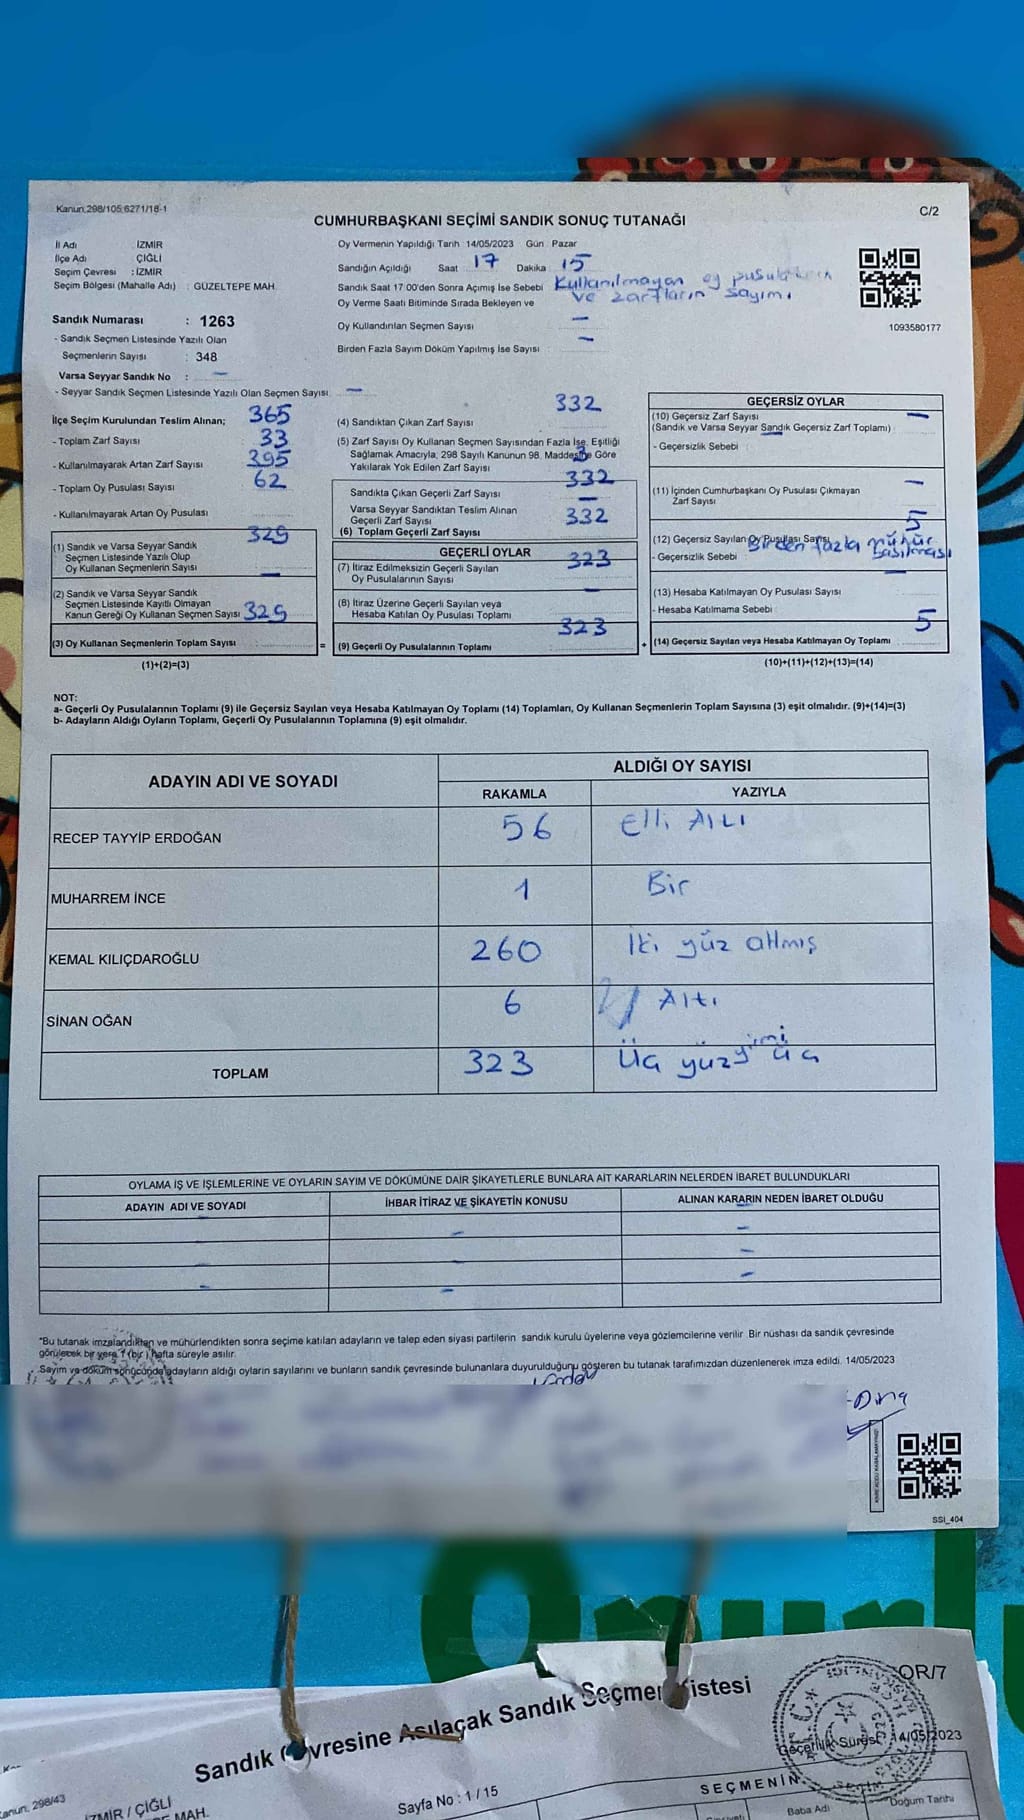 Kanun,298/105,6271/18-1
C/2
CUMHURBAŞKANI SEÇİMİ SANDIK SONUÇ TUTANAĞI
İl Adı : İZMİR
İlçe Adı : ÇİĞLİ
Seçim Çevresi : İZMİR
Seçim Bölgesi (Mahalle Adı) : GÜZELTEPE MAH.
Sandık Numarası : 1263
- Sandık Seçmen Listesinde Yazılı Olan
Seçmenlerin Sayısı : 348
Varsa Seyyar Sandık No : -
- Seyyar Sandık Seçmen Listesinde Yazılı Olan Seçmen Sayısı: -
Oy Vermenin Yapıldığı Tarih 14/05/2023 Gün : Pazar
Sandığın Açıldığı Saat 17 Dakika 15
Sandık Saat 17:00'den Sonra Açımış İse Sebebi Kullanılmayan oy pusulaların
ve zarfların sayımı
Oy Verme Saati Bitiminde Sırada Bekleyen ve
Oy Kullandırılan Seçmen Sayısı -
Birden Fazla Sayım Döküm Yapılmış İse Sayısı : -
1093580177
İlçe Seçim Kurulundan Teslim Alınan; 365
- Toplam Zarf Sayısı 33
- Kullanılmayarak Artan Zarf Sayısı 395
- Toplam Oy Pusulası Sayısı 62
- Kullanılmayarak Artan Oy Pusulası
329
(1) Sandık ve Varsa Seyyar Sandık
Seçmen Listesinde Yazılı Olup
Oy Kullanan Seçmenlerin Sayısı -
(2) Sandık ve Varsa Seyyar Sandık
Seçmen Listesinde Kayıtlı Olmayan
Kanun Gereği Oy Kullanan Seçmen Sayısı 329
(3) Oy Kullanan Seçmenlerin Toplam Sayısı =
(1)+(2)=(3)
332
(4) Sandıktan Çıkan Zarf Sayısı
(5) Zarf Sayısı Oy Kullanan Seçmen Sayısından Fazla İse, Eşitliği
Sağlamak Amacıyla, 298 Sayılı Kanunun 98. Maddesine Göre
Yakılarak Yok Edilen Zarf Sayısı 3
332
Sandıkta Çıkan Geçerli Zarf Sayısı -
Varsa Seyyar Sandıktan Teslim Alınan
Geçerli Zarf Sayısı 332
(6) Toplam Geçerli Zarf Sayısı
GEÇERLİ OYLAR
(7) İtiraz Edilmeksizin Geçerli Sayılan 323
Oy Pusulalarının Sayısı
-
(8) İtiraz Üzerine Geçerli Sayılan veya
Hesaba Katılan Oy Pusulası Toplamı
323
(9) Geçerli Oy Pusulalarının Toplamı +
GEÇERSİZ OYLAR
(10) Geçersiz Zarf Sayısı -
(Sandık ve Varsa Seyyar Sandık Geçersiz Zarf Toplamı) :
- Geçersizlik Sebebi :
-
(11) İçinden Cumhurbaşkanı Oy Pusulası Çıkmayan
Zarf Sayısı
5
(12) Geçersiz Sayılan Oy Pusulası Sayısı
- Geçersizlik Sebebi : Birden fazla mühür
basılması
-
(13) Hesaba Katılmayan Oy Pusulası Sayısı
- Hesaba Katılmama Sebebi :
5
(14) Geçersiz Sayılan veya Hesaba Katılmayan Oy Toplamı
(10)+(11)+(12)+(13)=(14)
NOT:
a- Geçerli Oy Pusulalarının Toplamı (9) ile Geçersiz Sayılan veya Hesaba Katılmayan Oy Toplamı (14) Toplamları, Oy Kullanan Seçmenlerin Toplam Sayısına (3) eşit olmalıdır. (9)+(14)=(3)
b- Adayların Aldığı Oyların Toplamı, Geçerli Oy Pusulalarının Toplamına (9) eşit olmalıdır.
ADAYIN ADI VE SOYADI ALDIĞI OY SAYISI
RAKAMLA YAZIYLA
RECEP TAYYİP ERDOĞAN 56 Elli Altı
MUHARREM İNCE 1 Bir
KEMAL KILIÇDAROĞLU 260 İki yüz altmış
SİNAN OĞAN 6 Altı
TOPLAM 323 Üç yüz yirmi üç
OYLAMA İŞ VE İŞLEMLERİNE VE OYLARIN SAYIM VE DÖKÜMÜNE DAİR ŞİKAYETLERLE BUNLARA AİT KARARLARIN NELERDEN İBARET BULUNDUKLARI
ADAYIN ADI VE SOYADI İHBAR İTİRAZ VE ŞİKAYETİN KONUSU ALINAN KARARIN NEDEN İBARET OLDUĞU
"Bu tutanak imzalandıktan ve mühürlendikten sonra seçime katılan adayların ve talep eden siyasi partilerin sandık kurulu üyelerine veya gözlemcilerine verilir. Bir nüshası da sandık çevresinde
görülecek bir yere 1 (bir) hafta süreyle asılır.
Sayım ve döküm sonucunda adayların aldığı oyların sayılarını ve bunların sandık çevresinde bulunanlara duyurulduğunu gösteren bu tutanak tarafımızdan düzenlenerek imza edildi. 14/05/2023
SSİ_404
Onurlu
ÖR/7
Sandık Çevresine Asılaçak Sandık Seçmen Listesi
Geçerlilik Süresi: 14/05/2023
Kanun, 298/43
İZMİR / ÇİĞLİ
MAH.
Sayfa No : 1 / 15
SEÇMENİN
Baba Adı
Doğum Tarihi